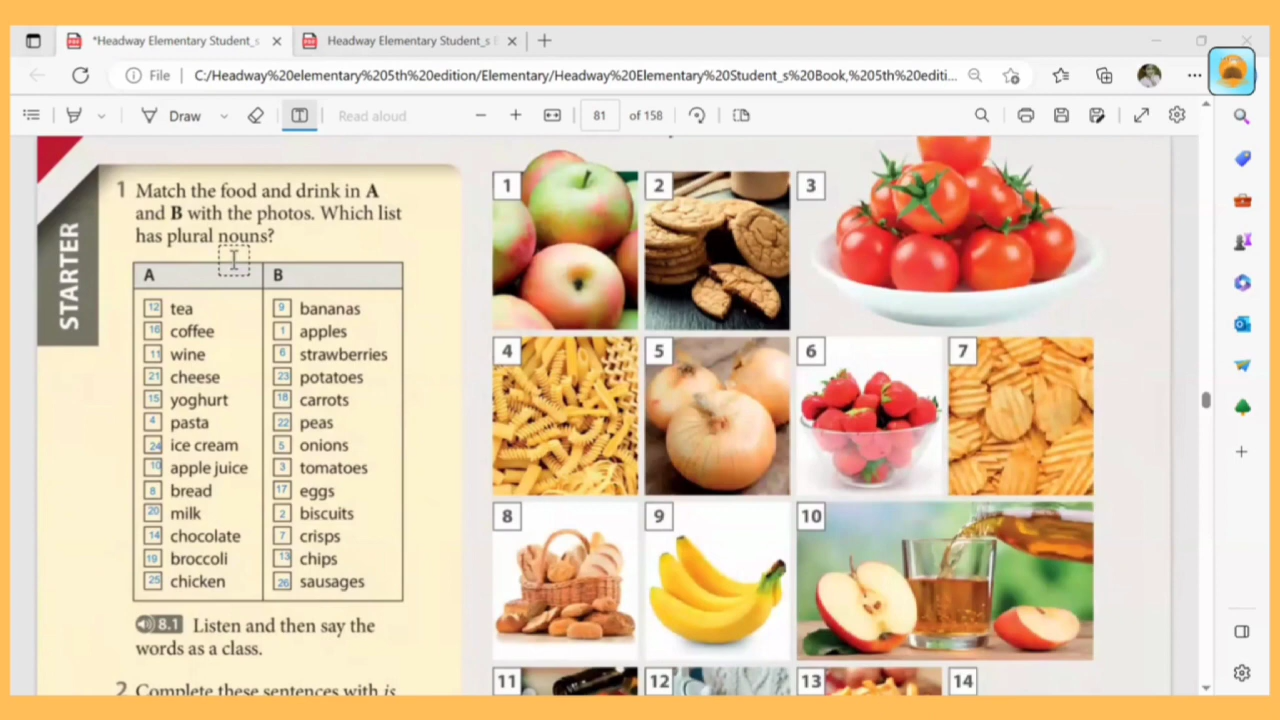 *Headway Elementary Student_s
Headway Elementary Student_s
File
C:/Headway%20elementary%205th%20edition/Elementary/Headway%20Elementary%20Student_s%20Book,%205th%20editi...
Draw
Read aloud
81 of 158
STARTER
1 Match the food and drink in A
and B with the photos. Which list
has plural nouns?
A B
12 tea 9 bananas
16 coffee 1 apples
11 wine 6 strawberries
21 cheese 23 potatoes
15 yoghurt 18 carrots
4 pasta 22 peas
24 ice cream 5 onions
10 apple juice 3 tomatoes
8 bread 17 eggs
20 milk 2 biscuits
14 chocolate 7 crisps
19 broccoli 13 chips
25 chicken 26 sausages
8.1 Listen and then say the
words as a class.
2 Complete these sentences with is
1 2 3
4 5 6 7
8 9 10
11 12 13 14